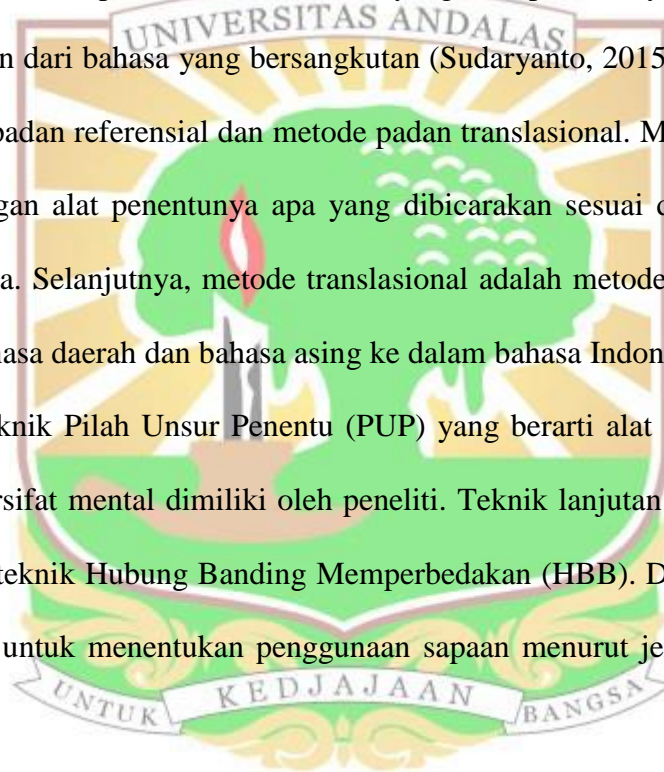 UNIVERSITAS ANDALAS
n dari bahasa yang bersangkutan (Sudaryanto, 2015
padan referensial dan metode padan translasional. M
gan alat penentunya apa yang dibicarakan sesuai d
a. Selanjutnya, metode translasional adalah metode
hasa daerah dan bahasa asing ke dalam bahasa Indon
knik Pilah Unsur Penentu (PUP) yang berarti alat
rsifat mental dimiliki oleh peneliti. Teknik lanjutan
teknik Hubung Banding Memperbedakan (HBB). D
untuk menentukan penggunaan sapaan menurut je
UNTUK KEDJAJAAN BANGSA